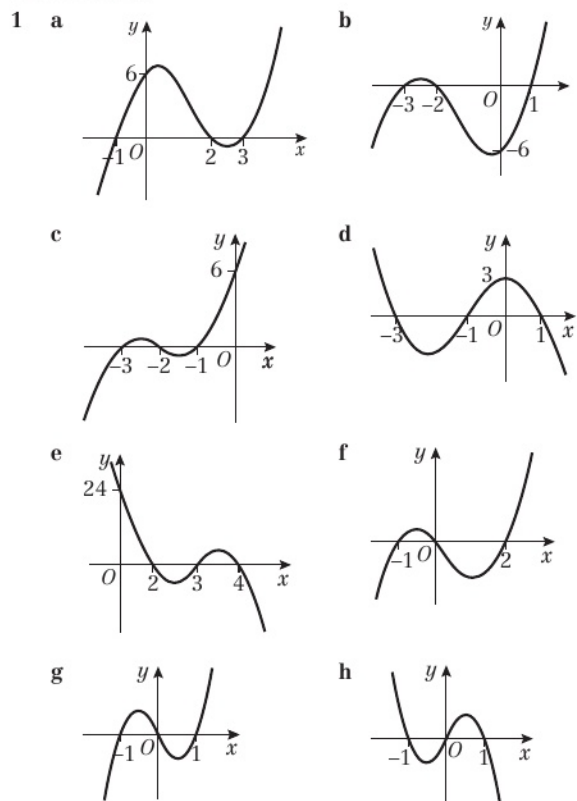 1 a b
y y
6
O 1
-3 -2
-1 O 2 3 x x
-6
c d
y y
6 3
-3 -2 -1 O x
-3 -1 O 1 x
e f
y y
24
O 2 3 4 x
-1 O 2 x
g h
y y
-1 O 1 x
-1 O 1 x